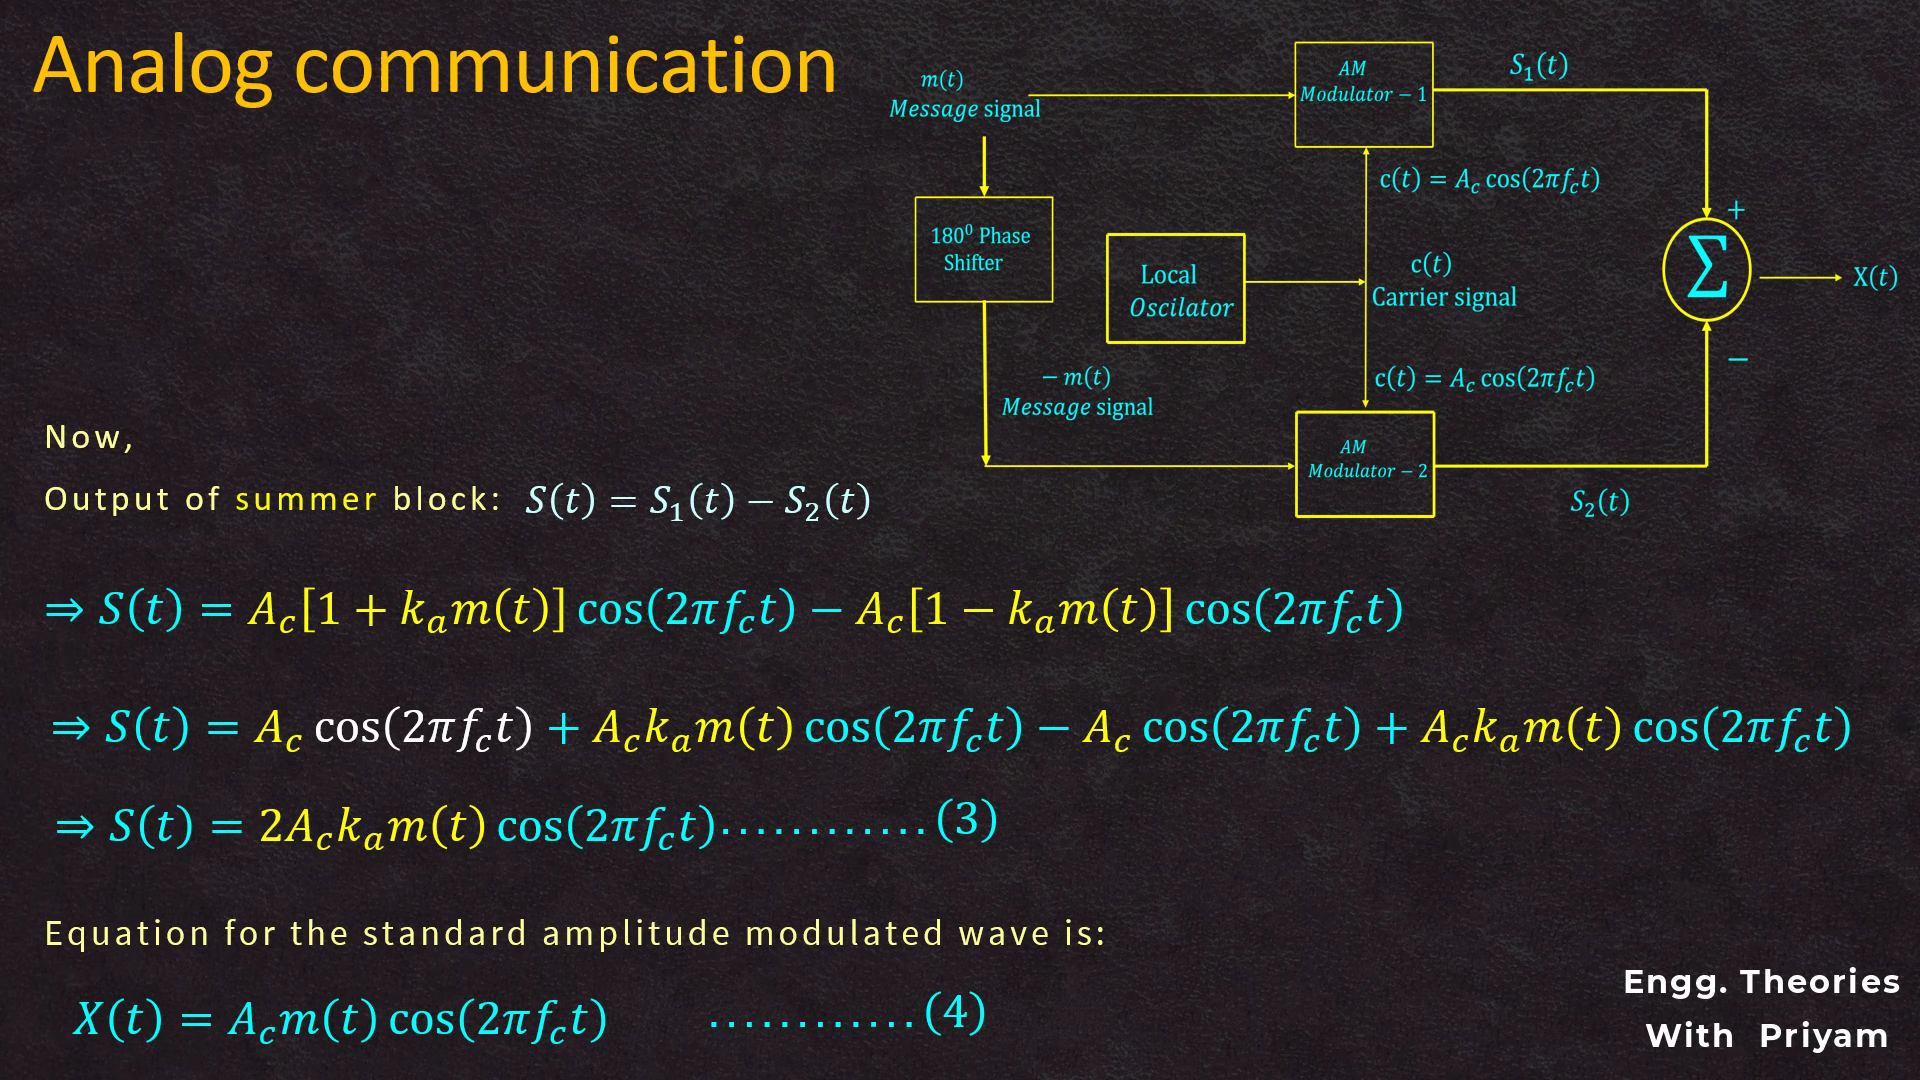 Analog communication
m(t)
Message signal
AM
Modulator − 1
S₁(t)
c(t) = A_c cos(2πf_c t)
+
180⁰ Phase
Shifter
Local
Oscilator
c(t)
Carrier signal
∑
X(t)
− m(t)
Message signal
c(t) = A_c cos(2πf_c t)
−
AM
Modulator − 2
S₂(t)
Now,
Output of summer block: S(t) = S₁(t) − S₂(t)
⇒ S(t) = A_c[1 + k_a m(t)] cos(2πf_c t) − A_c[1 − k_a m(t)] cos(2πf_c t)
⇒ S(t) = A_c cos(2πf_c t) + A_c k_a m(t) cos(2πf_c t) − A_c cos(2πf_c t) + A_c k_a m(t) cos(2πf_c t)
⇒ S(t) = 2A_c k_a m(t) cos(2πf_c t)............(3)
Equation for the standard amplitude modulated wave is:
X(t) = A_c m(t) cos(2πf_c t) ............(4)
Engg. Theories
With Priyam